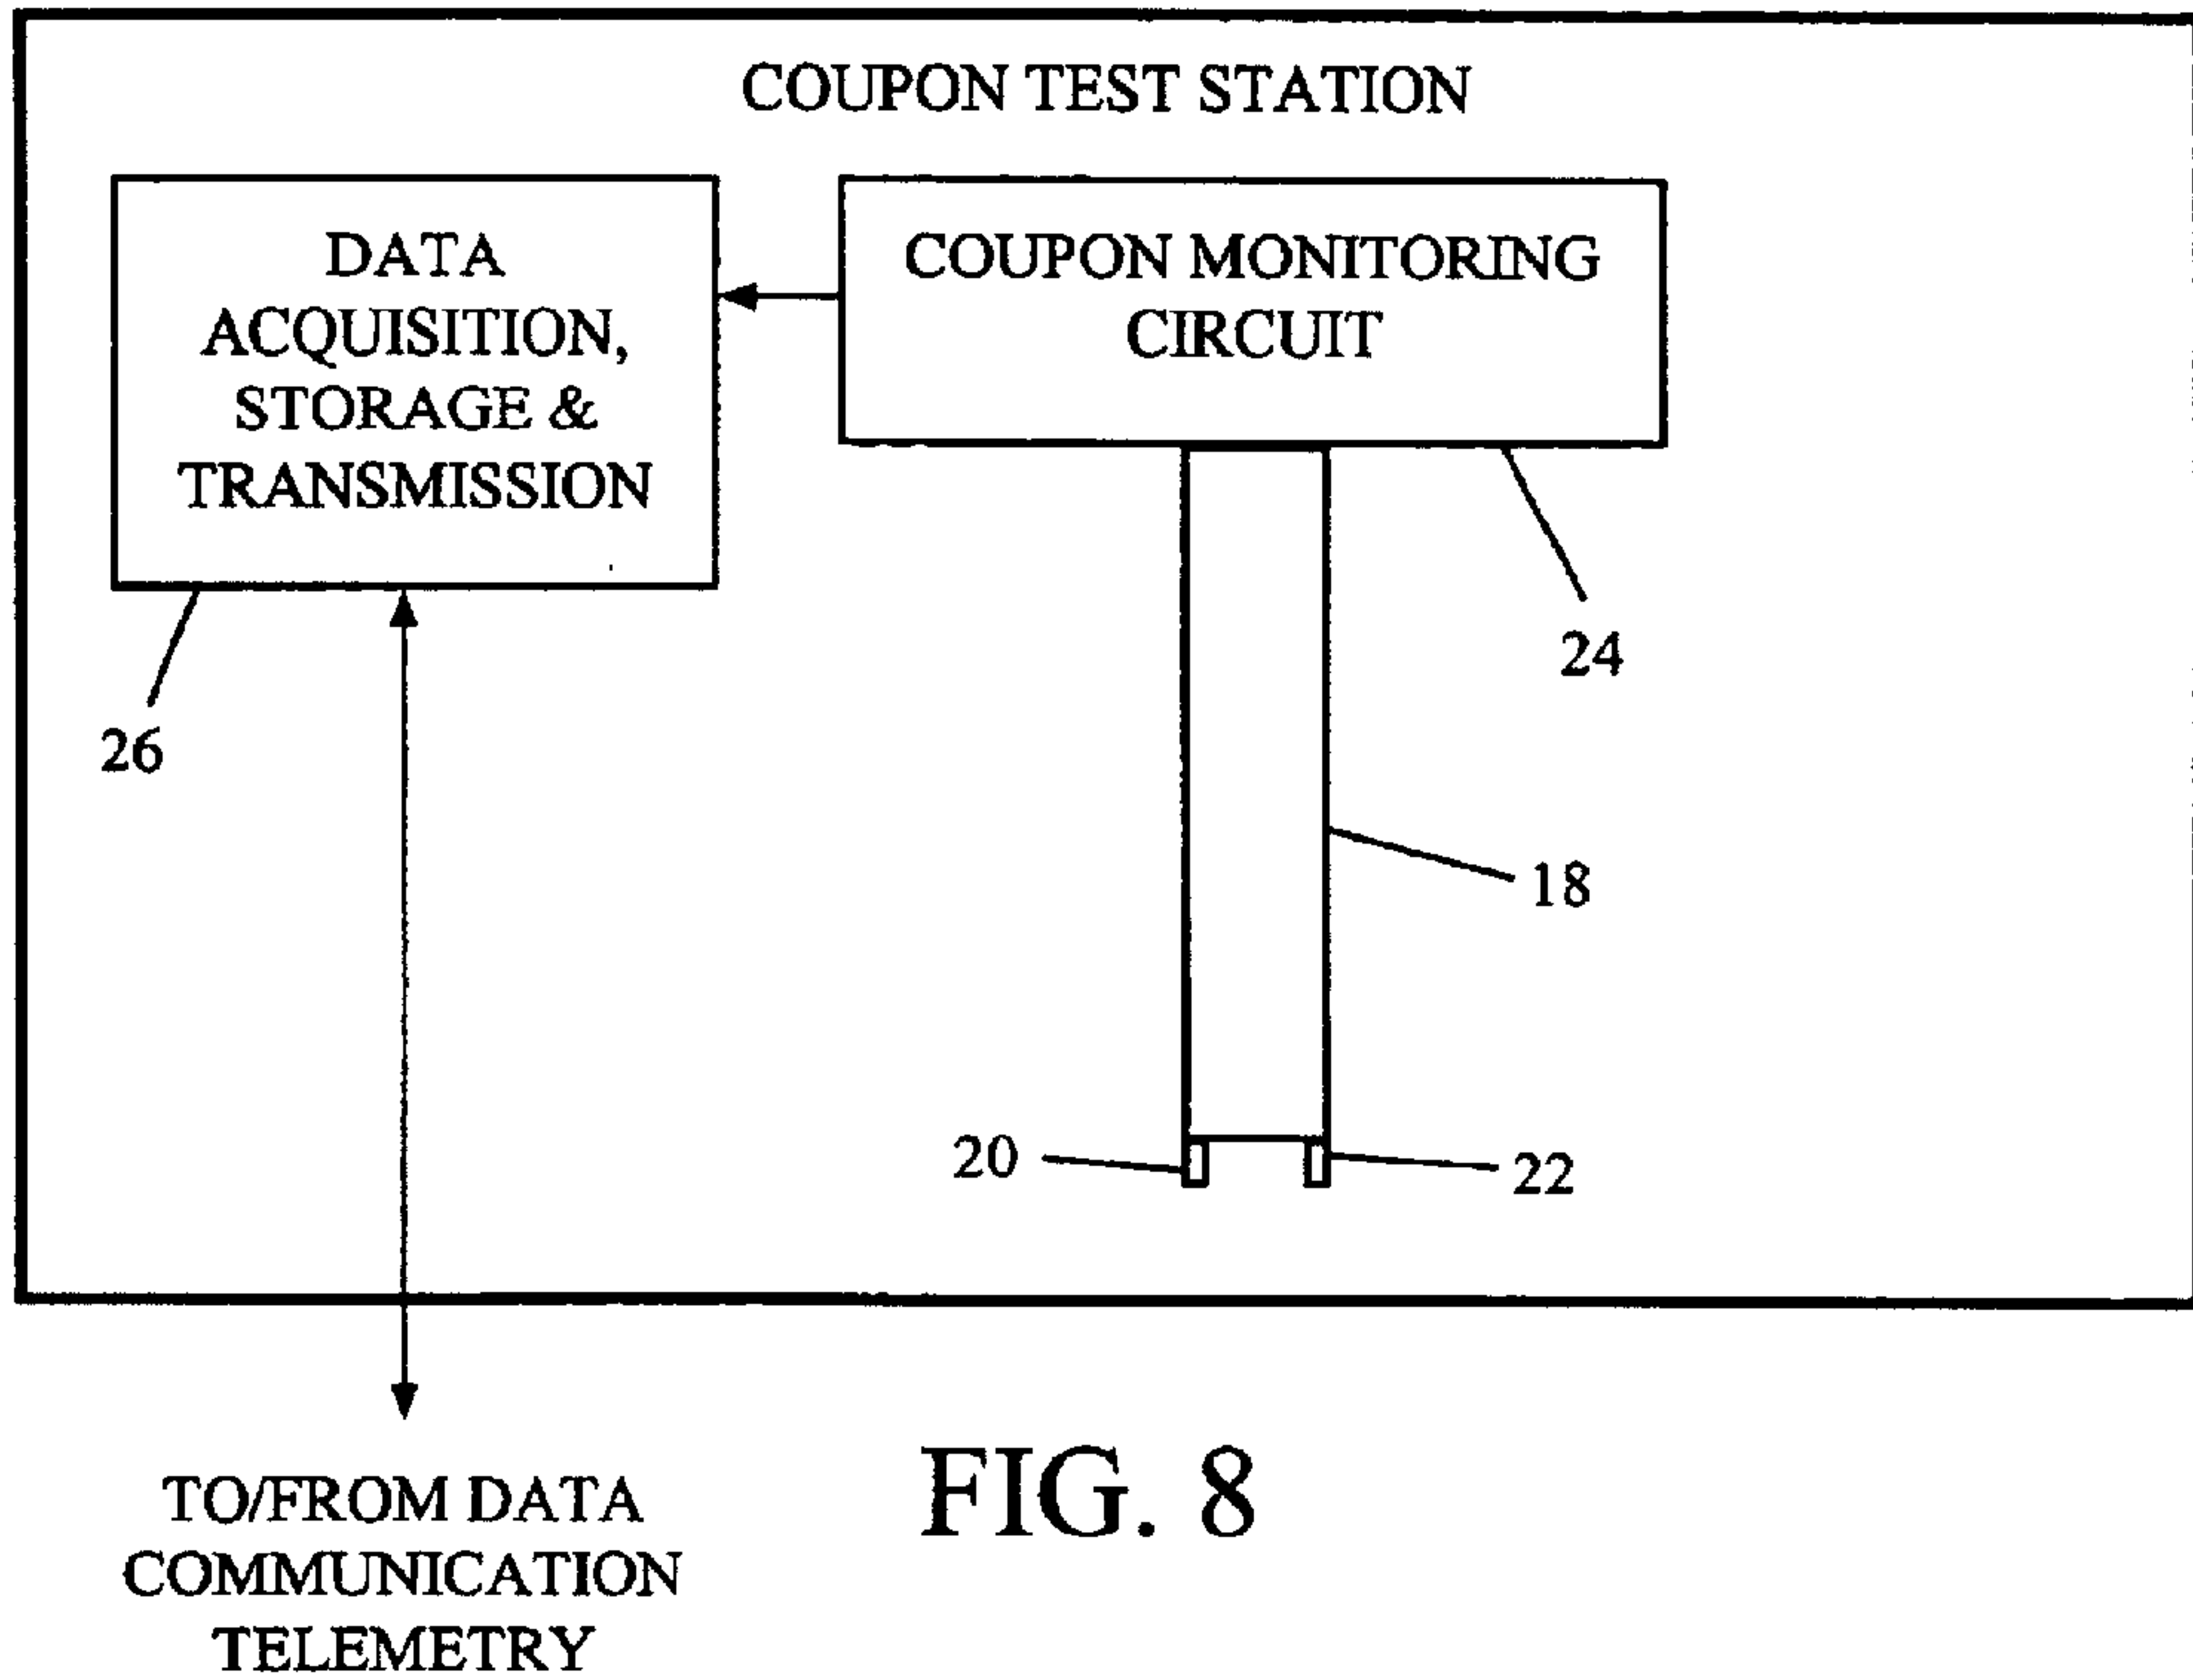 COUPON TEST STATION
DATA
ACQUISITION,
STORAGE &
TRANSMISSION
COUPON MONITORING
CIRCUIT
24
26
18
20
22
TO/FROM DATA
COMMUNICATION
TELEMETRY
FIG. 8